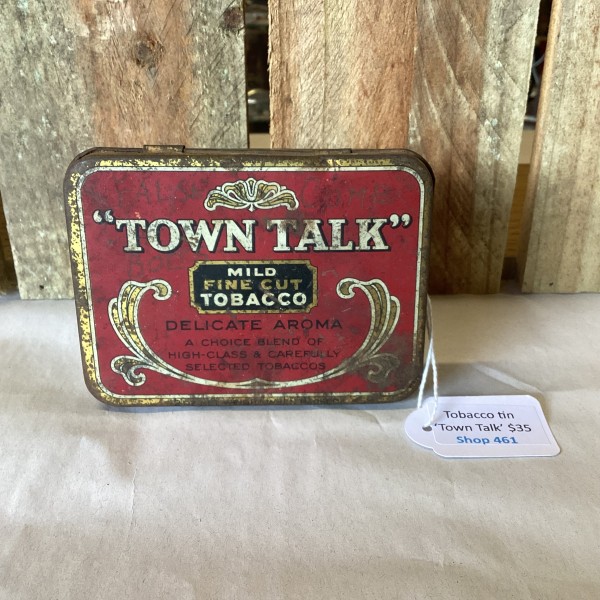 "TOWN TALK"
MILD
FINE CUT
TOBACCO
DELICATE AROMA
A CHOICE BLEND OF
HIGH-CLASS & CAREFULLY
SELECTED TOBACCOS
Tobacco tin
'Town Talk' $35
Shop 461